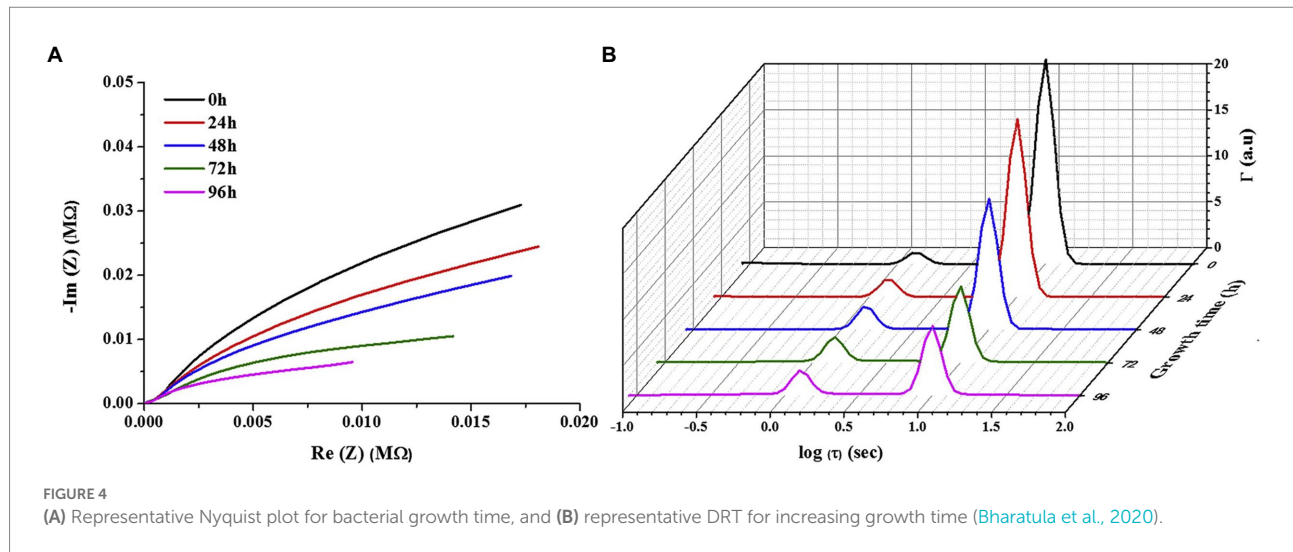 A
0.05
0.04
0.03
0.02
0.01
0.00
-Im (Z) (MΩ)
0h
24h
48h
72h
96h
0.000 0.005 0.010 0.015 0.020
Re (Z) (MΩ)
B
20
15
10
5
0
Γ (a.u)
0
24
48
72
96
Growth time (h)
-1.0 -0.5 0.0 0.5 1.0 1.5 2.0
log (τ) (sec)
FIGURE 4
(A) Representative Nyquist plot for bacterial growth time, and (B) representative DRT for increasing growth time (Bharatula et al., 2020).